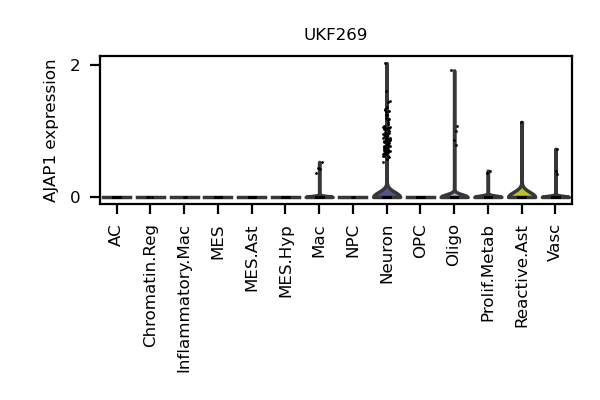 UKF269
AJAP1 expression
2
0
AC
Chromatin.Reg
Inflammatory.Mac
MES
MES.Ast
MES.Hyp
Mac
NPC
Neuron
OPC
Oligo
Prolif.Metab
Reactive.Ast
Vasc